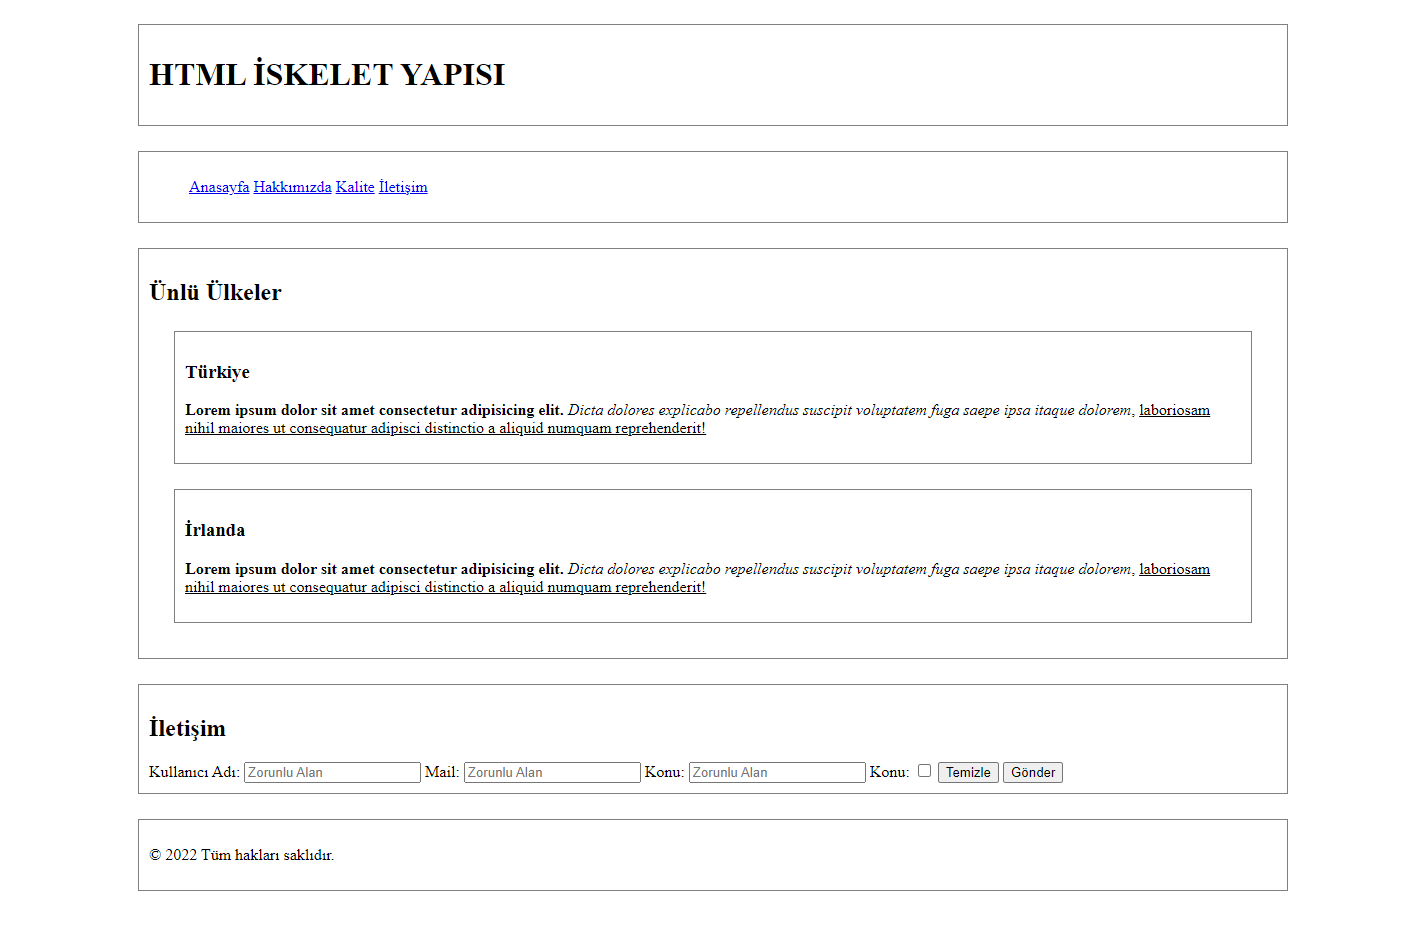 HTML İSKELET YAPISI
Anasayfa Hakkımızda Kalite İletişim
Ünlü Ülkeler
Türkiye
Lorem ipsum dolor sit amet consectetur adipisicing elit. Dicta dolores explicabo repellendus suscipit voluptatem fuga saepe ipsa itaque dolorem, laboriosam
nihil maiores ut consequatur adipisci distinctio a aliquid numquam reprehenderit!
İrlanda
Lorem ipsum dolor sit amet consectetur adipisicing elit. Dicta dolores explicabo repellendus suscipit voluptatem fuga saepe ipsa itaque dolorem, laboriosam
nihil maiores ut consequatur adipisci distinctio a aliquid numquam reprehenderit!
İletişim
Kullanıcı Adı: Zorunlu Alan Mail: Zorunlu Alan Konu: Zorunlu Alan Konu: Temizle Gönder
© 2022 Tüm hakları saklıdır.